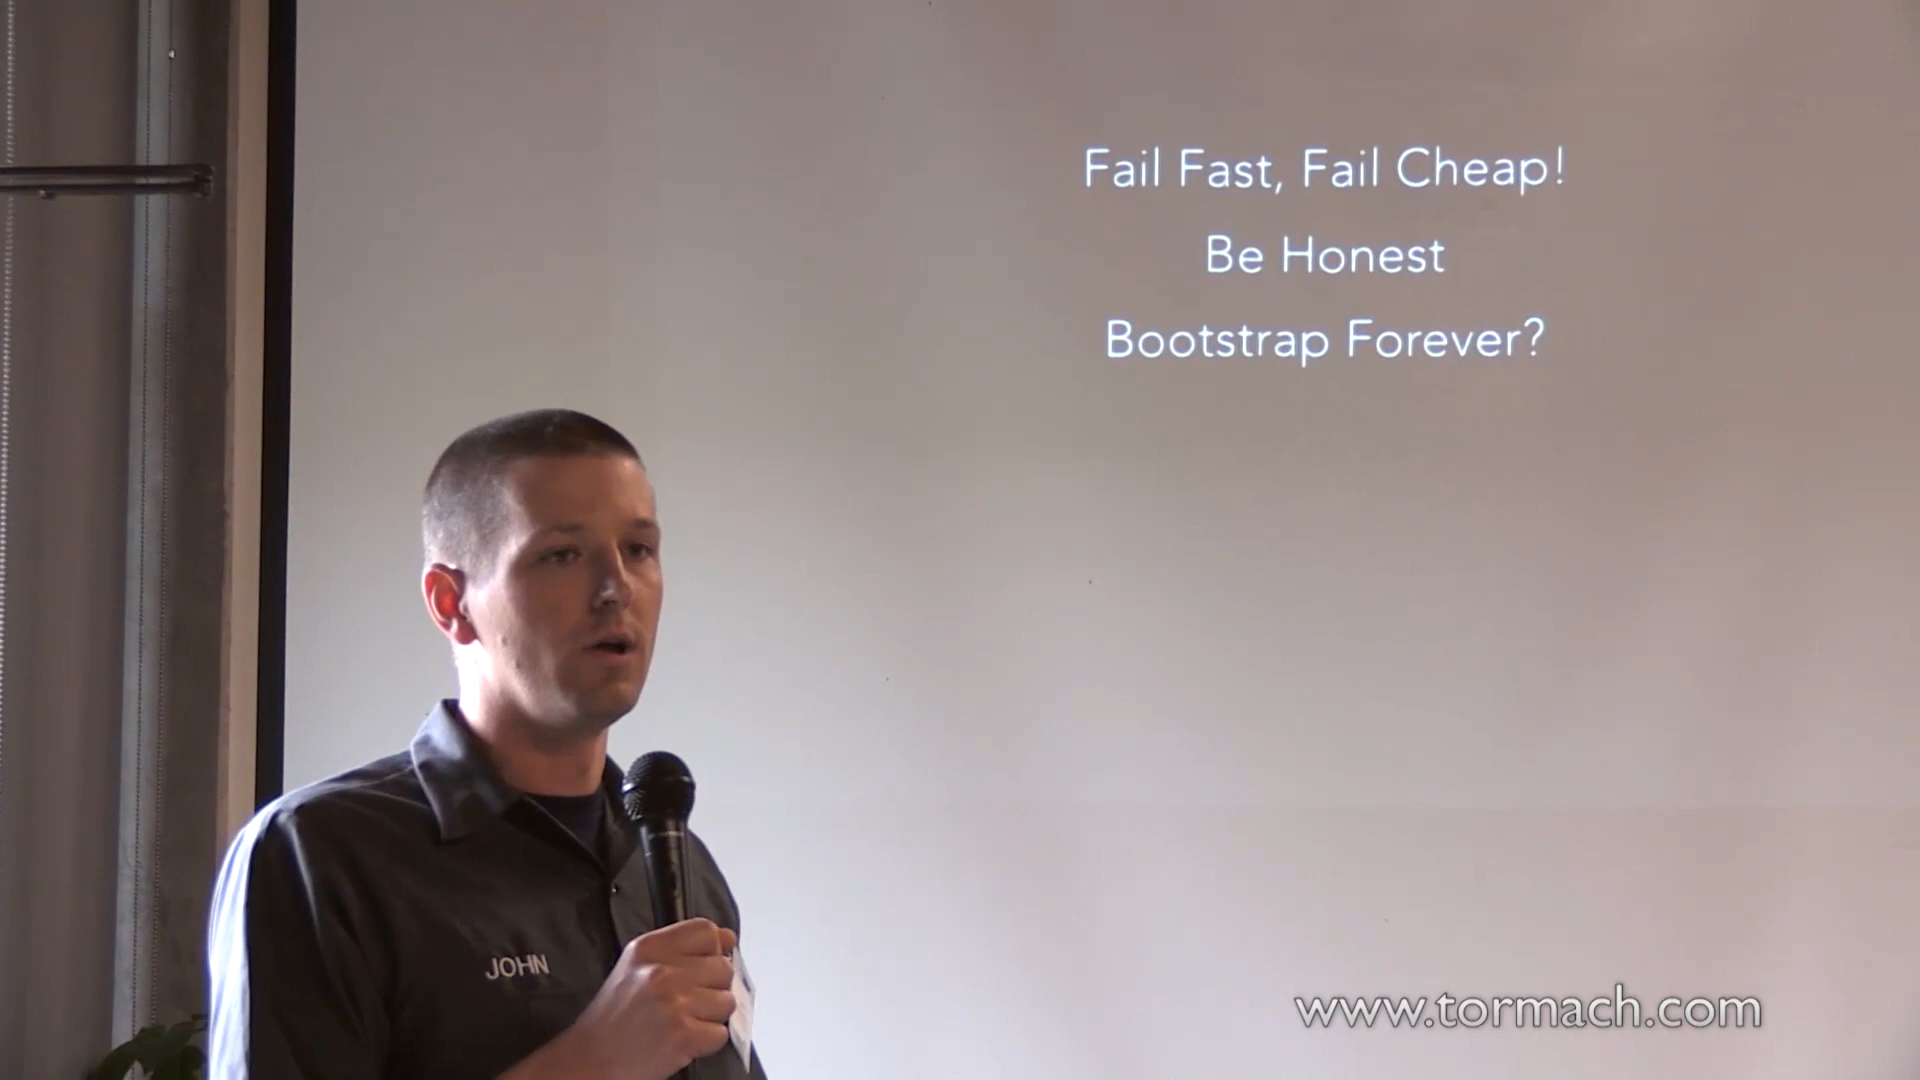 Fail Fast, Fail Cheap!
Be Honest
Bootstrap Forever?
JOHN
www.tormach.com